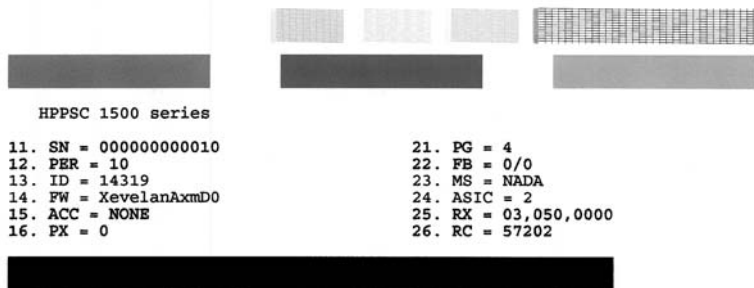 HPPSC 1500 series
11. SN = 000000000010
12. PER = 10
13. ID = 14319
14. FW = XevelanAxmD0
15. ACC = NONE
16. PX = 0
21. PG = 4
22. FB = 0/0
23. MS = NADA
24. ASIC = 2
25. RX = 03,050,0000
26. RC = 57202